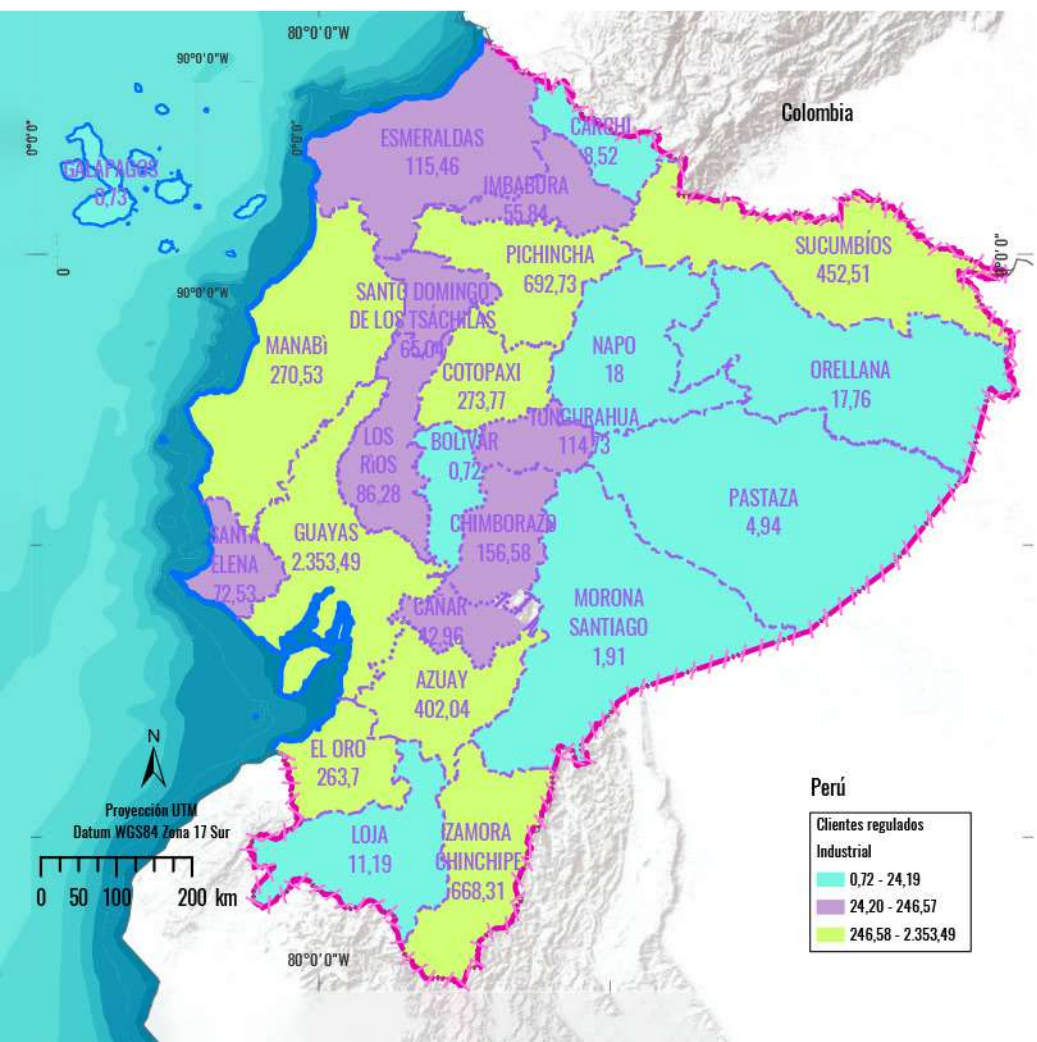 80°0'0"W
90°0'0"W
Colombia
0°0'0"
0°0'0"
ESMERALDAS
115,46
CARCHI
8,52
GALÁPAGOS
0,73
IMBABURA
55,84
PICHINCHA
692,73
SUCUMBÍOS
452,51
0°0'0"
0
90°0'0"W
SANTO DOMINGO
DE LOS TSÁCHILAS
65,04
MANABì
270,53
COTOPAXI
273,77
NAPO
18
ORELLANA
17,76
TUNGURAHUA
114,73
LOS
RìOS
86,28
BOLìVAR
0,72
PASTAZA
4,94
SANTA
ELENA
72,53
GUAYAS
2.353,49
CHIMBORAZO
156,58
CAÑAR
42,96
MORONA
SANTIAGO
1,91
AZUAY
402,04
EL ORO
263,7
LOJA
11,19
ZAMORA
CHINCHIPE
668,31
N
Proyección UTM
Datum WGS84 Zona 17 Sur
0 50 100 200 km
80°0'0"W
Perú
Clientes regulados
Industrial
0,72 - 24,19
24,20 - 246,57
246,58 - 2.353,49